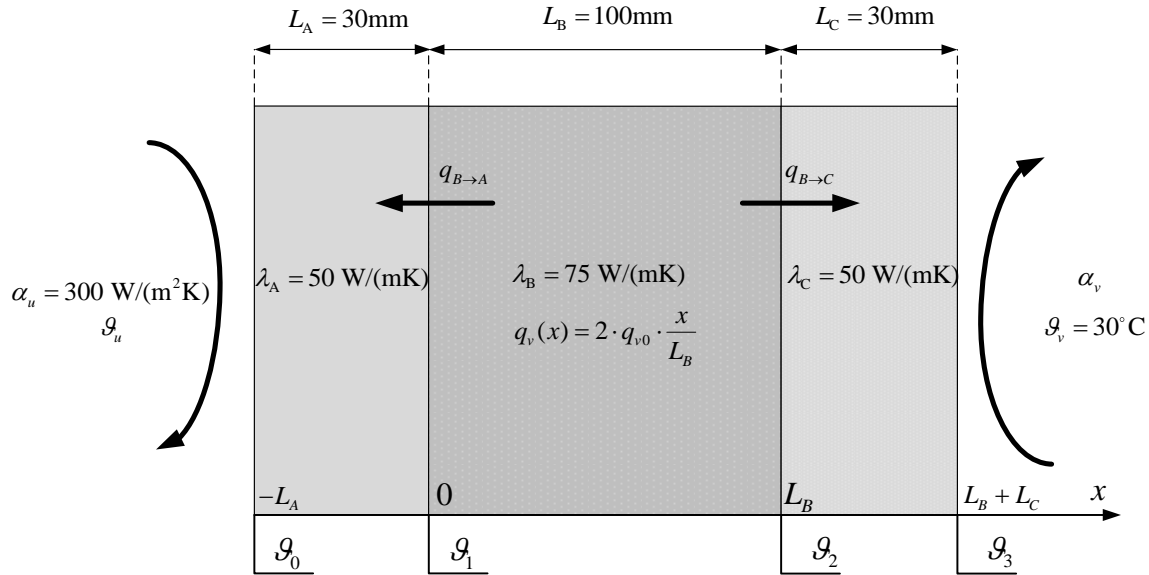 L_A = 30mm
L_B = 100mm
L_C = 30mm
q_{B→A}
q_{B→C}
α_u = 300 W/(m²K)
ϑ_u
λ_A = 50 W/(mK)
λ_B = 75 W/(mK)
q_v(x) = 2 · q_{v0} · x/L_B
λ_C = 50 W/(mK)
α_v
ϑ_v = 30°C
−L_A
0
L_B
L_B + L_C
x
ϑ_0
ϑ_1
ϑ_2
ϑ_3